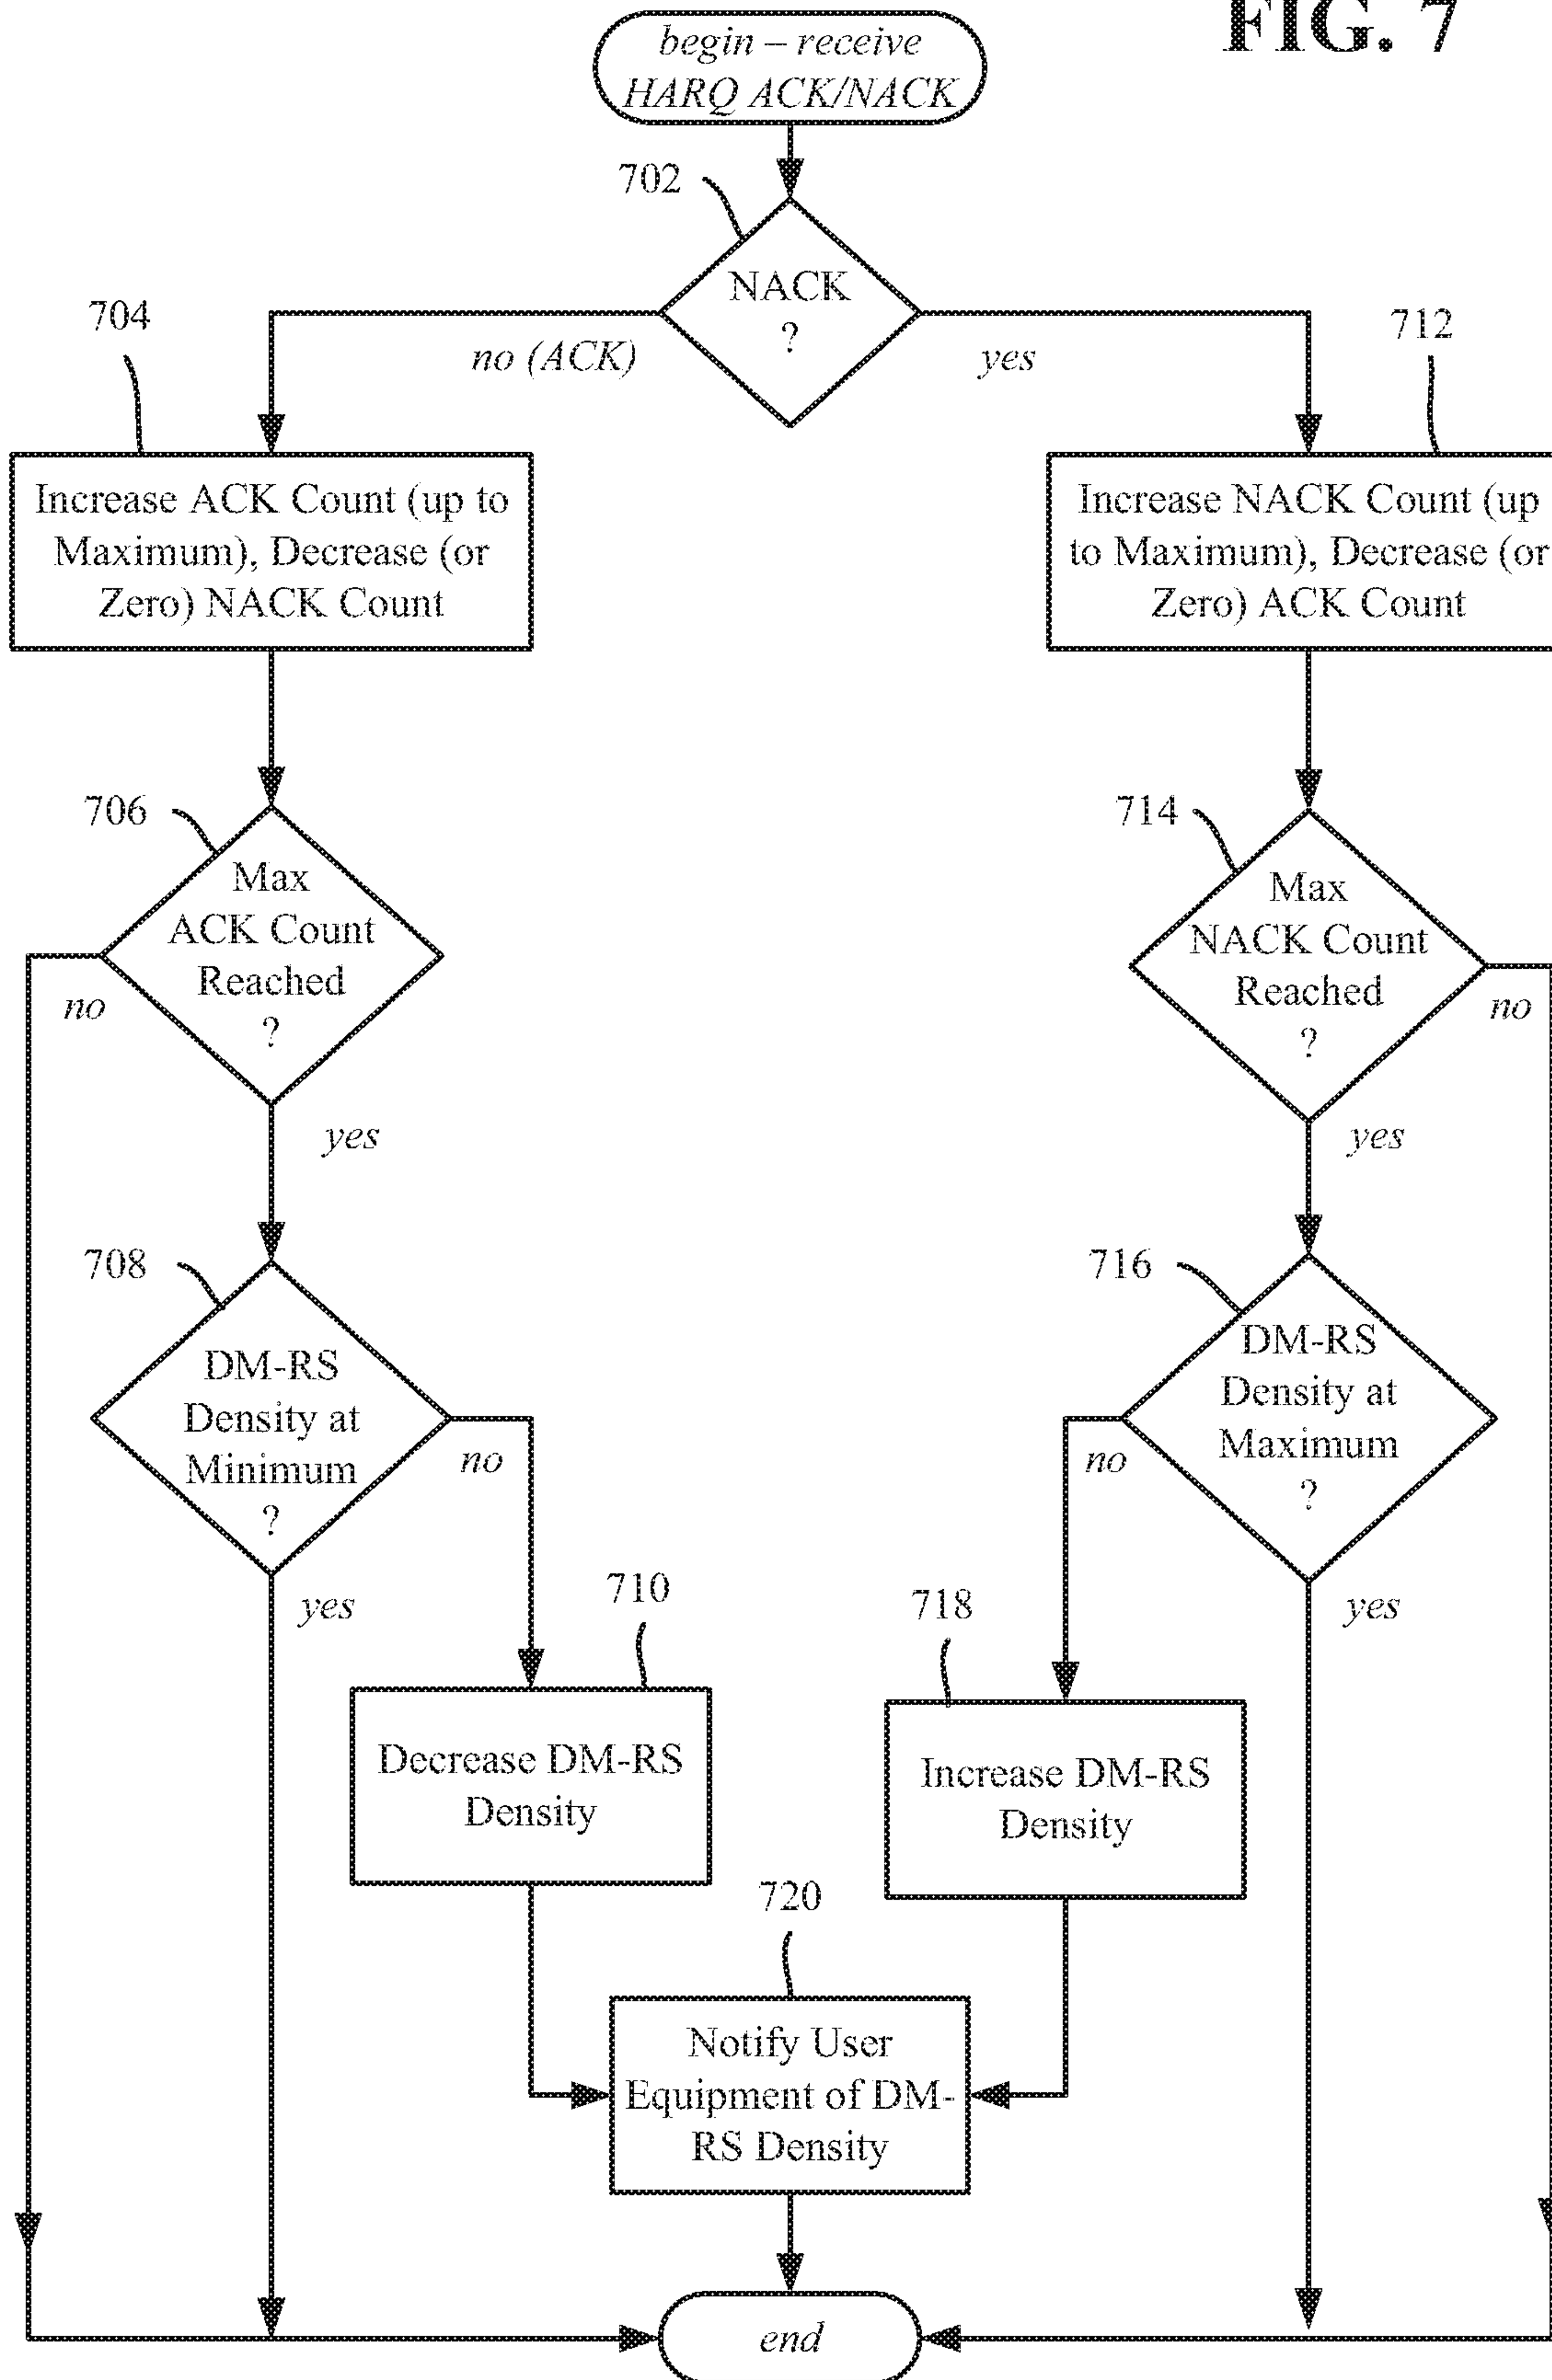 FIG. 7
begin – receive
HARQ ACK/NACK
702
NACK
?
no (ACK)
yes
704
712
Increase ACK Count (up to
Maximum), Decrease (or
Zero) NACK Count
Increase NACK Count (up
to Maximum), Decrease (or
Zero) ACK Count
706
Max
ACK Count
Reached
?
no
yes
714
Max
NACK Count
Reached
?
no
yes
708
DM-RS
Density at
Minimum
?
no
yes
716
DM-RS
Density at
Maximum
?
no
yes
710
Decrease DM-RS
Density
718
Increase DM-RS
Density
720
Notify User
Equipment of DM-
RS Density
end